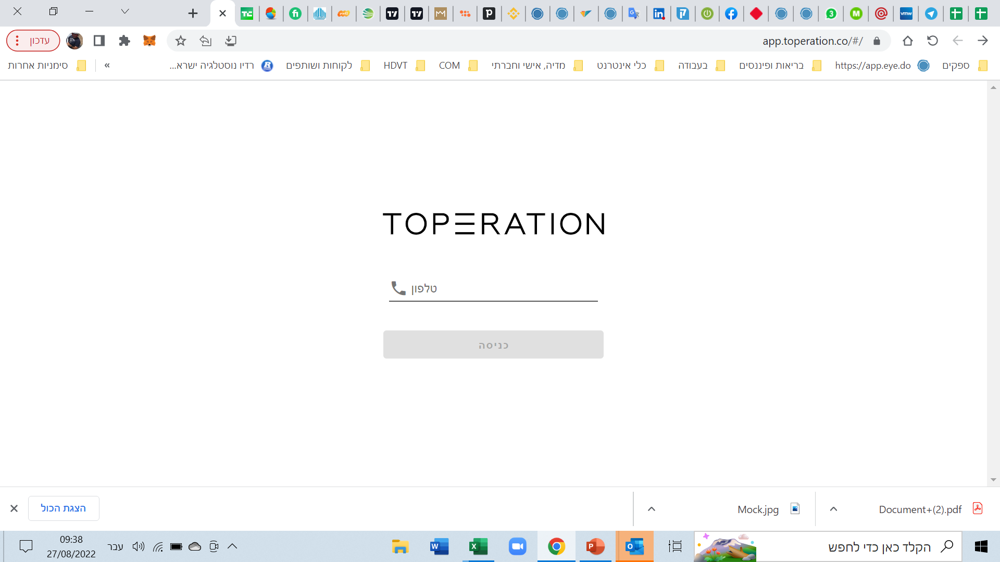 app.toperation.co/#/
עדכון
ספקים
https://app.eye.do
בריאות ופיננסים
בעבודה
כלי אינטרנט
מדיה, אישי וחברתי
COM
HDVT
לקוחות ושותפים
רדיו נוסטלגיה ישרא...
»
סימניות אחרות
TOPERATION
טלפון
כניסה
Document+(2).pdf
Mock.jpg
הצגת הכול
הקלד כאן כדי לחפש
עבר
09:38
27/08/2022